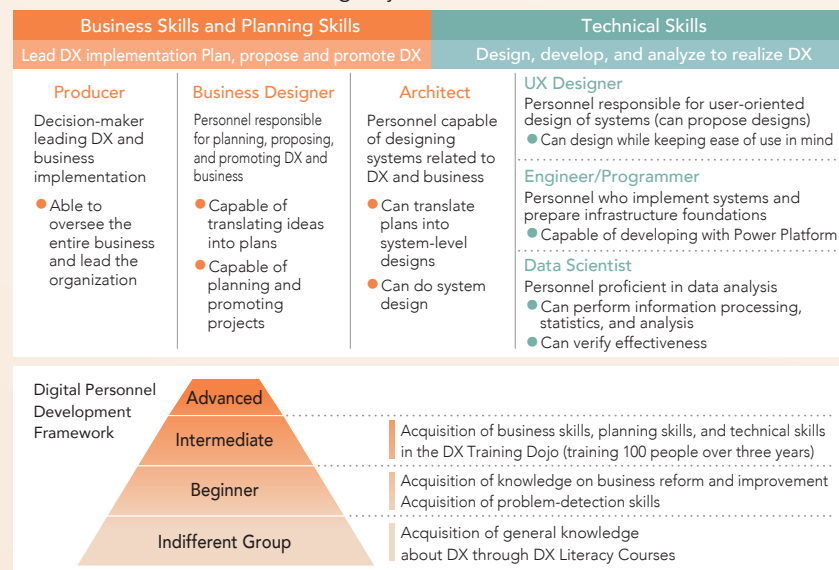 Business Skills and Planning Skills
Technical Skills
Lead DX implementation Plan, propose and promote DX
Design, develop, and analyze to realize DX
Producer
Decision-maker
leading DX and
business
implementation
● Able to
oversee the
entire business
and lead the
organization
Business Designer
Personnel responsible
for planning, proposing,
and promoting DX and
business
● Capable of
translating ideas
into plans
● Capable of
planning and
promoting
projects
Architect
Personnel capable
of designing
systems related to
DX and business
● Can translate
plans into
system-level
designs
● Can do system
design
UX Designer
Personnel responsible for user-oriented
design of systems (can propose designs)
● Can design while keeping ease of use in mind
Engineer/Programmer
Personnel who implement systems and
prepare infrastructure foundations
● Capable of developing with Power Platform
Data Scientist
Personnel proficient in data analysis
● Can perform information processing,
statistics, and analysis
● Can verify effectiveness
Digital Personnel
Development
Framework
Advanced
Intermediate
Acquisition of business skills, planning skills, and technical skills
in the DX Training Dojo (training 100 people over three years)
Beginner
Acquisition of knowledge on business reform and improvement
Acquisition of problem-detection skills
Indifferent Group
Acquisition of general knowledge
about DX through DX Literacy Courses